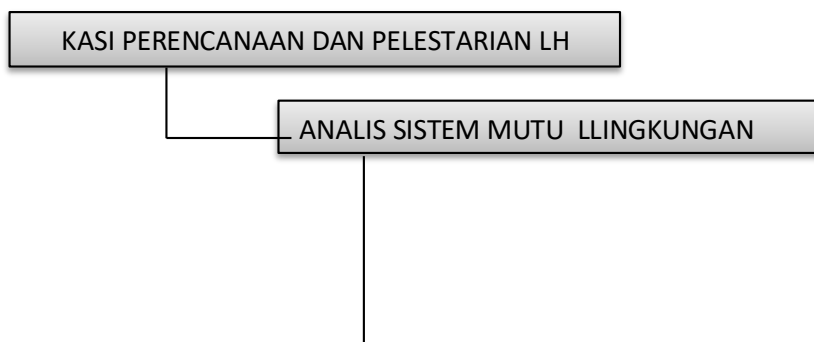 KASI PERENCANAAN DAN PELESTARIAN LH
ANALIS SISTEM MUTU LLINGKUNGAN